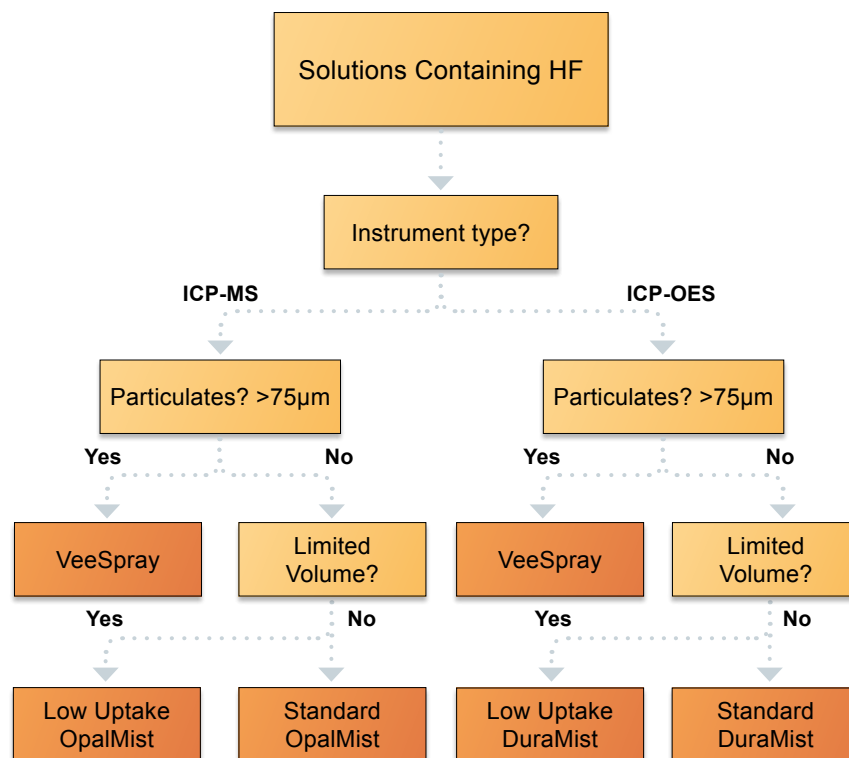 Solutions Containing HF
Instrument type?
ICP-MS
ICP-OES
Particulates? >75µm
Particulates? >75µm
Yes
No
Yes
No
VeeSpray
Limited
Volume?
VeeSpray
Limited
Volume?
Yes
No
Yes
No
Low Uptake
OpalMist
Standard
OpalMist
Low Uptake
DuraMist
Standard
DuraMist